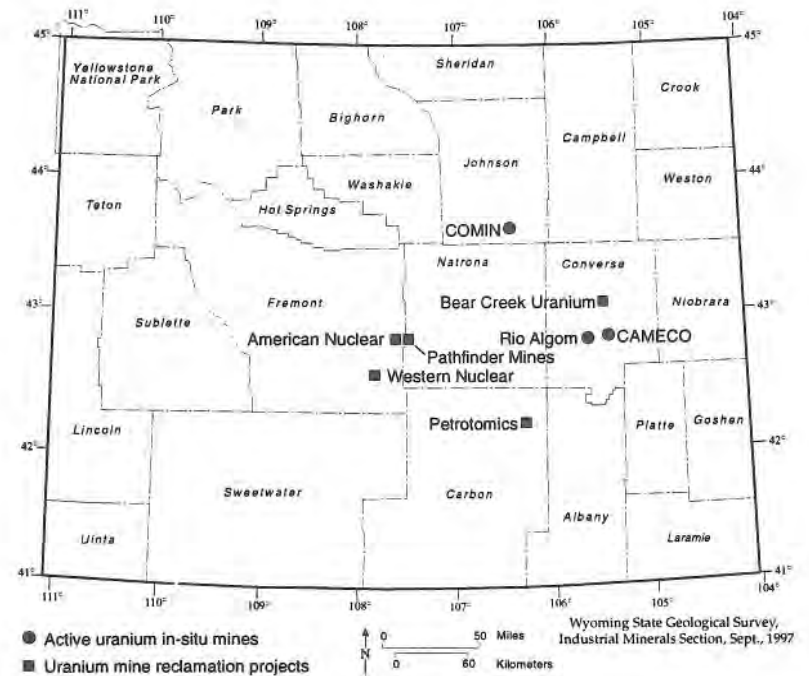 111° 110° 109° 108° 107° 106° 105° 104°
45° 45°
Yellowstone
National Park
Park
Bighorn
Sheridan
Johnson
Campbell
Crook
44° 44°
Weston
Teton
Washakie
Hot Springs
COMIN
Natrona
Converse
Niobrara
43° 43°
Fremont
Sublette
Bear Creek Uranium
American Nuclear
Pathfinder Mines
Rio Algom
CAMECO
Western Nuclear
Petrotomics
Platte
Goshen
Lincoln
42° 42°
Sweetwater
Carbon
Albany
Uinta
Laramie
41° 41°
111° 110° 109° 108° 107° 106° 105° 104°
Active uranium in-situ mines
Uranium mine reclamation projects
N
0 50 Miles
0 60 Kilometers
Wyoming State Geological Survey,
Industrial Minerals Section, Sept., 1997